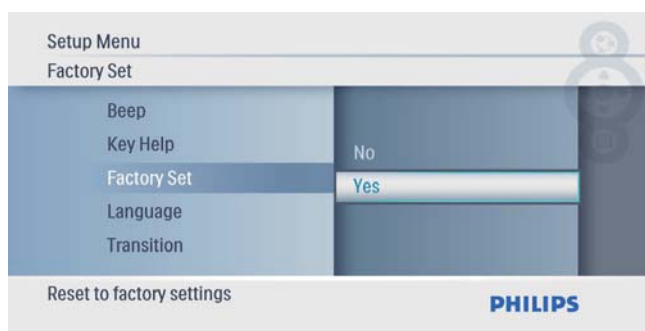 Setup Menu
Factory Set
Beep
Key Help
Factory Set
Language
Transition
No
Yes
Reset to factory settings
PHILIPS